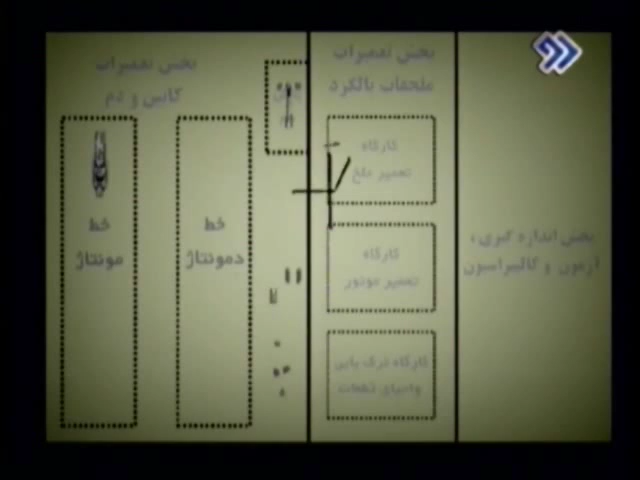 بخش تعمیرات
ملحقات بالگرد
بخش تعمیرات
کابین و دم
کارگاه
تعمیر ملخ
خط
دمونتاژ
خط
مونتاژ
بخش اندازه گیری،
آزمون و کالیبراسیون
کارگاه
تعمیر موتور
کارگاه ترک یابی
واحیای قطعات